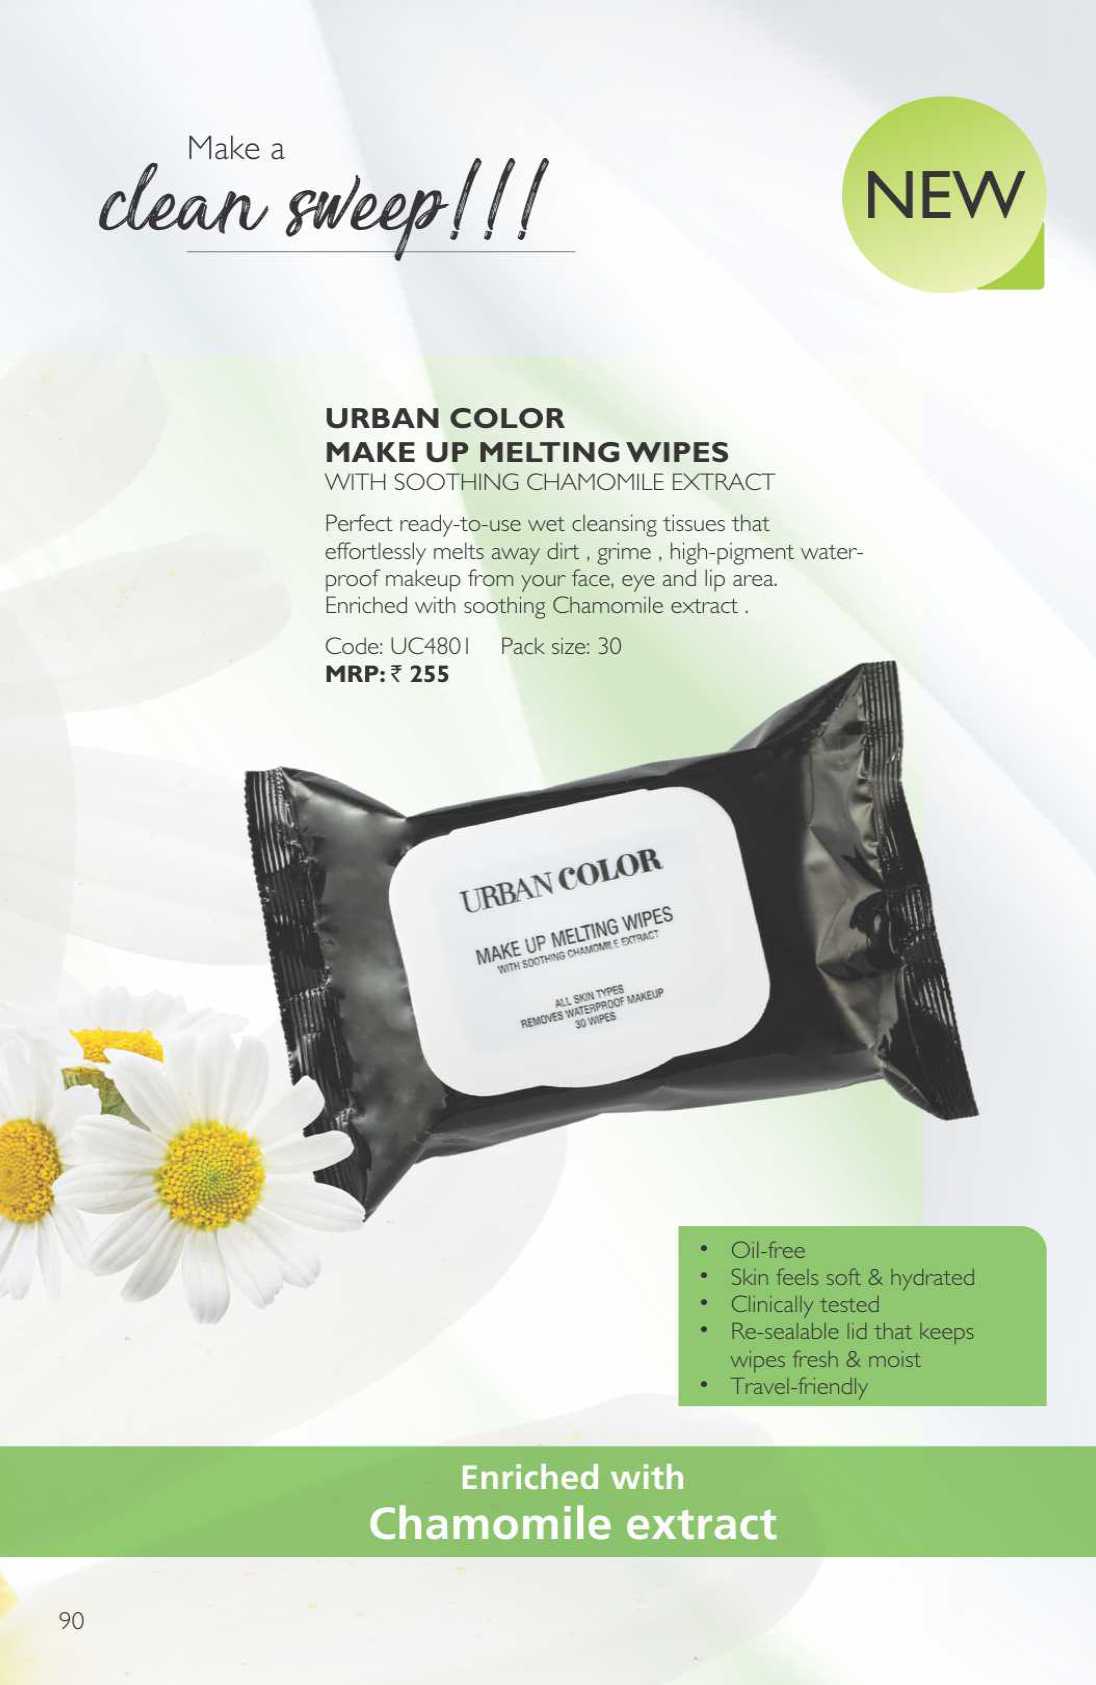 Make a
clean sweep!!!
NEW
URBAN COLOR
MAKE UP MELTING WIPES
WITH SOOTHING CHAMOMILE EXTRACT
Perfect ready-to-use wet cleansing tissues that
effortlessly melts away dirt , grime , high-pigment water-
proof makeup from your face, eye and lip area.
Enriched with soothing Chamomile extract .
Code: UC4801 Pack size: 30
MRP: ₹ 255
URBAN COLOR
MAKE UP MELTING WIPES
WITH SOOTHING CHAMOMILE EXTRACT
ALL SKIN TYPES
REMOVES WATERPROOF MAKEUP
30 WIPES
• Oil-free
• Skin feels soft & hydrated
• Clinically tested
• Re-sealable lid that keeps
wipes fresh & moist
• Travel-friendly
Enriched with
Chamomile extract
90